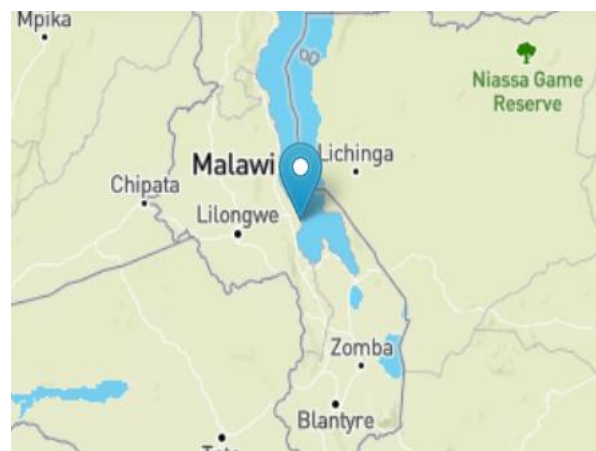 Mpika
Niassa Game
Reserve
Malawi
Lichinga
Chipata
Lilongwe
Zomba
Blantyre